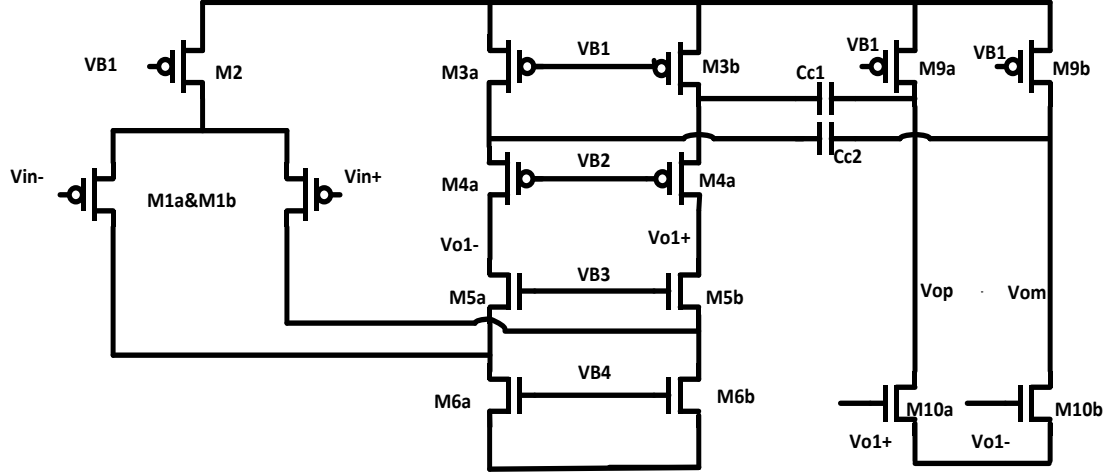 VB1
M2
M3a
VB1
M3b
Cc1
VB1
M9a
VB1
M9b
Cc2
Vin-
M1a&M1b
Vin+
M4a
VB2
M4a
Vo1-
Vo1+
M5a
VB3
M5b
Vop
Vom
M6a
VB4
M6b
M10a
M10b
Vo1+
Vo1-